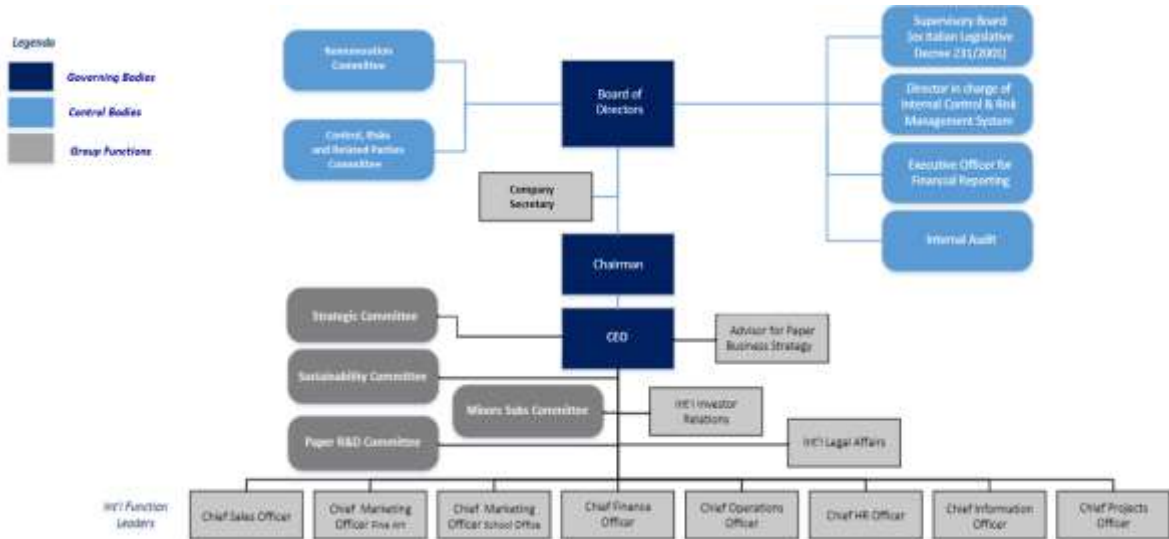 Legenda
Governing Bodies
Control Bodies
Group Functions
Remuneration
Committee
Control, Risks
and Related Parties
Committee
Board of
Directors
Supervisory Board
(ex Italian Legislative
Decree 231/2001)
Director in charge of
Internal Control & Risk
Management System
Executive Officer for
Financial Reporting
Internal Audit
Company
Secretary
Chairman
Strategic Committee
CEO
Advisor for Paper
Business Strategy
Sustainability Committee
Minors Subs Committee
Int'l Investor
Relations
Paper R&D Committee
Int'l Legal Affairs
Int'l Function
Leaders
Chief Sales Officer
Chief Marketing
Officer Fine Art
Chief Marketing
Officer School Office
Chief Finance
Officer
Chief Operations
Officer
Chief HR Officer
Chief Information
Officer
Chief Projects
Officer